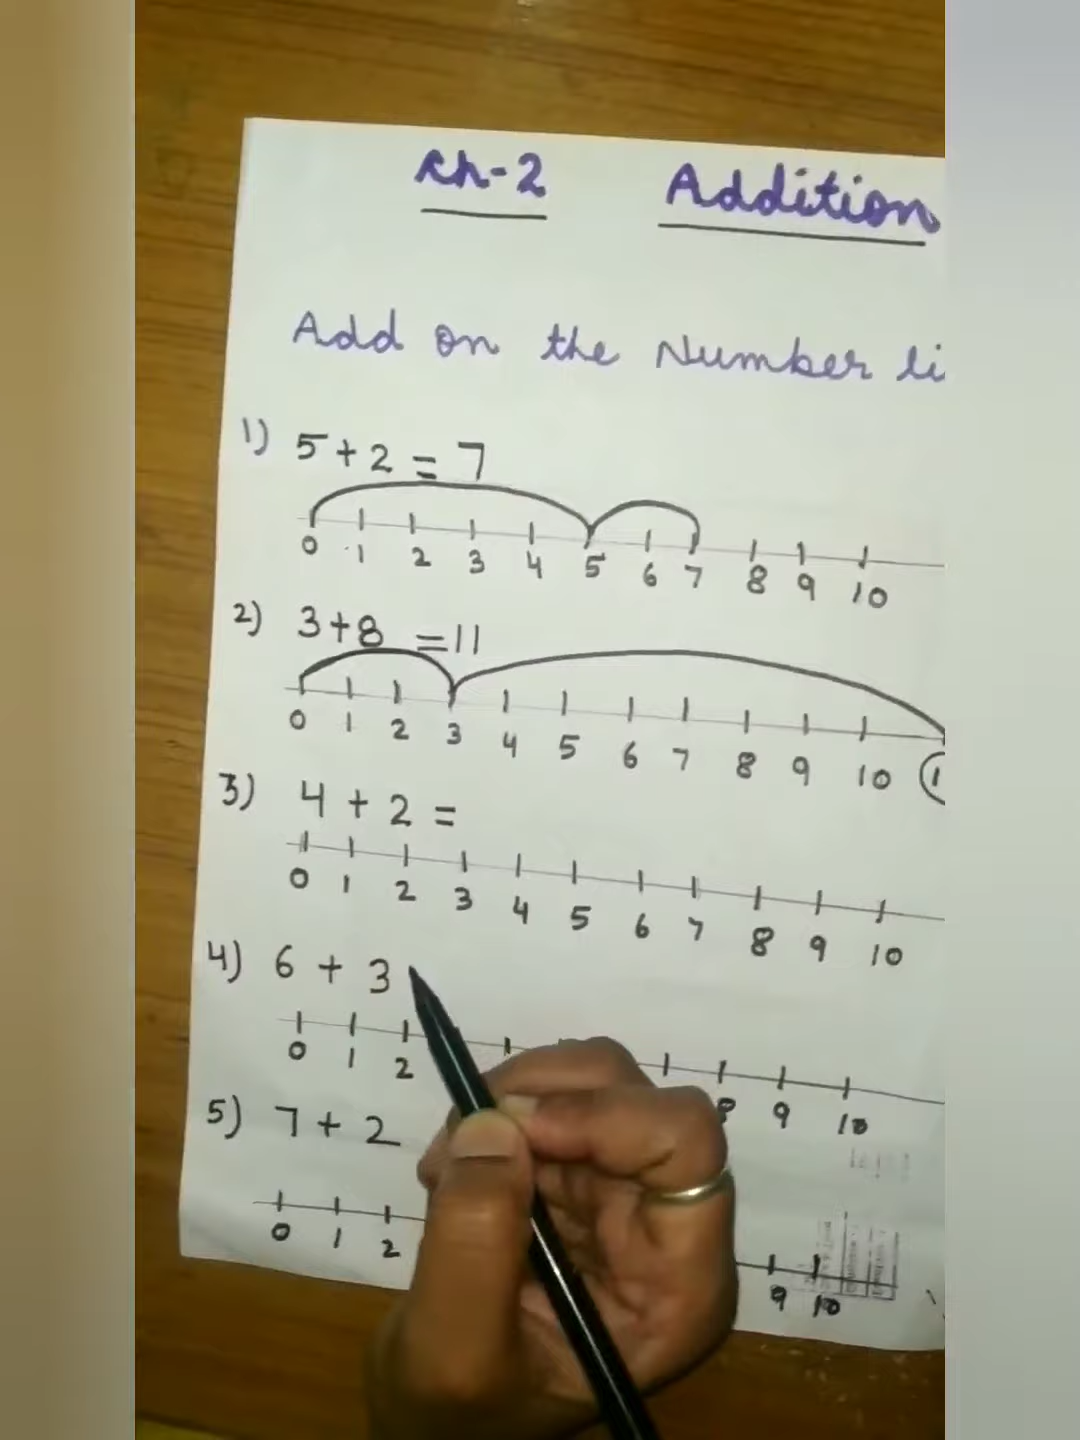 Ch-2 Addition
Add on the Number li
1) 5+2 = 7
0 1 2 3 4 5 6 7 8 9 10
2) 3+8 =11
0 1 2 3 4 5 6 7 8 9 10
3) 4 + 2 =
0 1 2 3 4 5 6 7 8 9 10
4) 6 + 3
0 1 2 8 9 10
5) 7 + 2
0 1 2 9 10